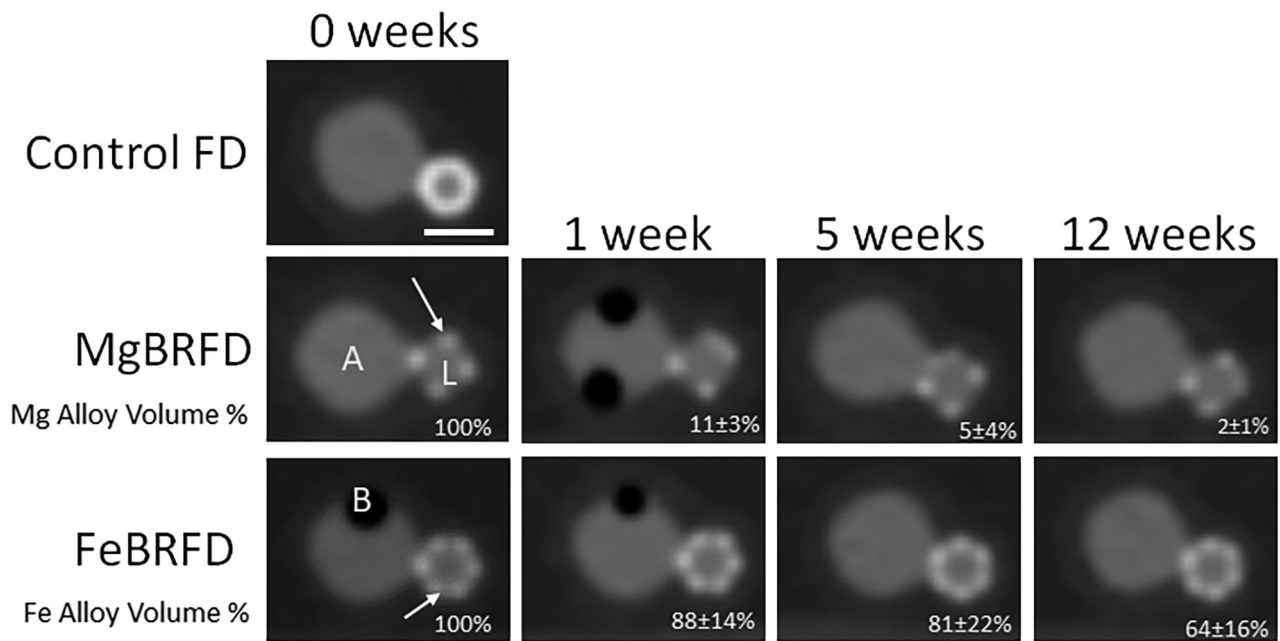 0 weeks
Control FD
1 week
5 weeks
12 weeks
MgBRFD
A
L
Mg Alloy Volume %
100%
11±3%
5±4%
2±1%
B
FeBRFD
Fe Alloy Volume %
100%
88±14%
81±22%
64±16%